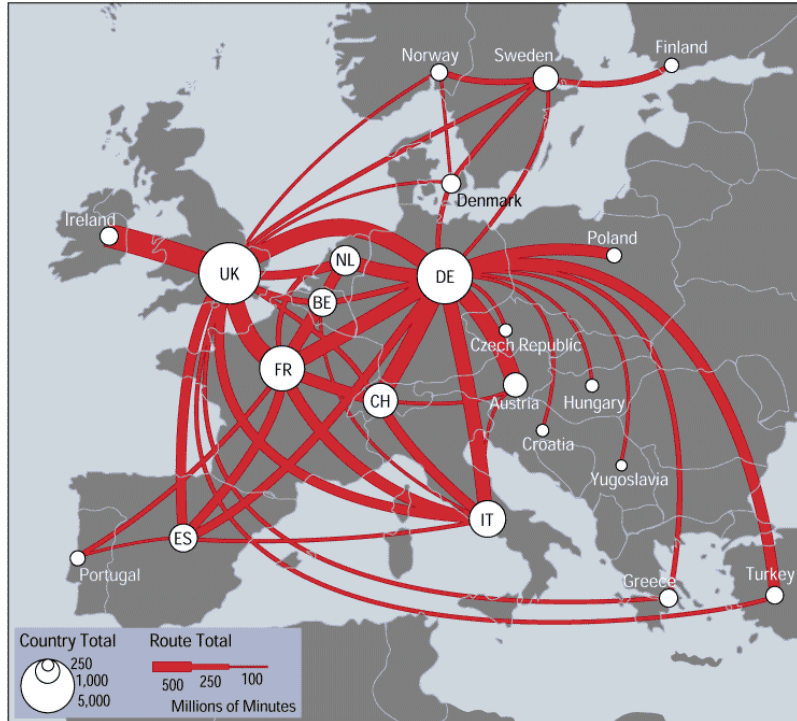 Norway
Sweden
Finland
Denmark
Ireland
UK
NL
DE
Poland
BE
Czech Republic
FR
CH
Austria
Hungary
Croatia
Yugoslavia
IT
ES
Portugal
Greece
Turkey
Country Total
250
1,000
5,000
Route Total
500 250 100
Millions of Minutes